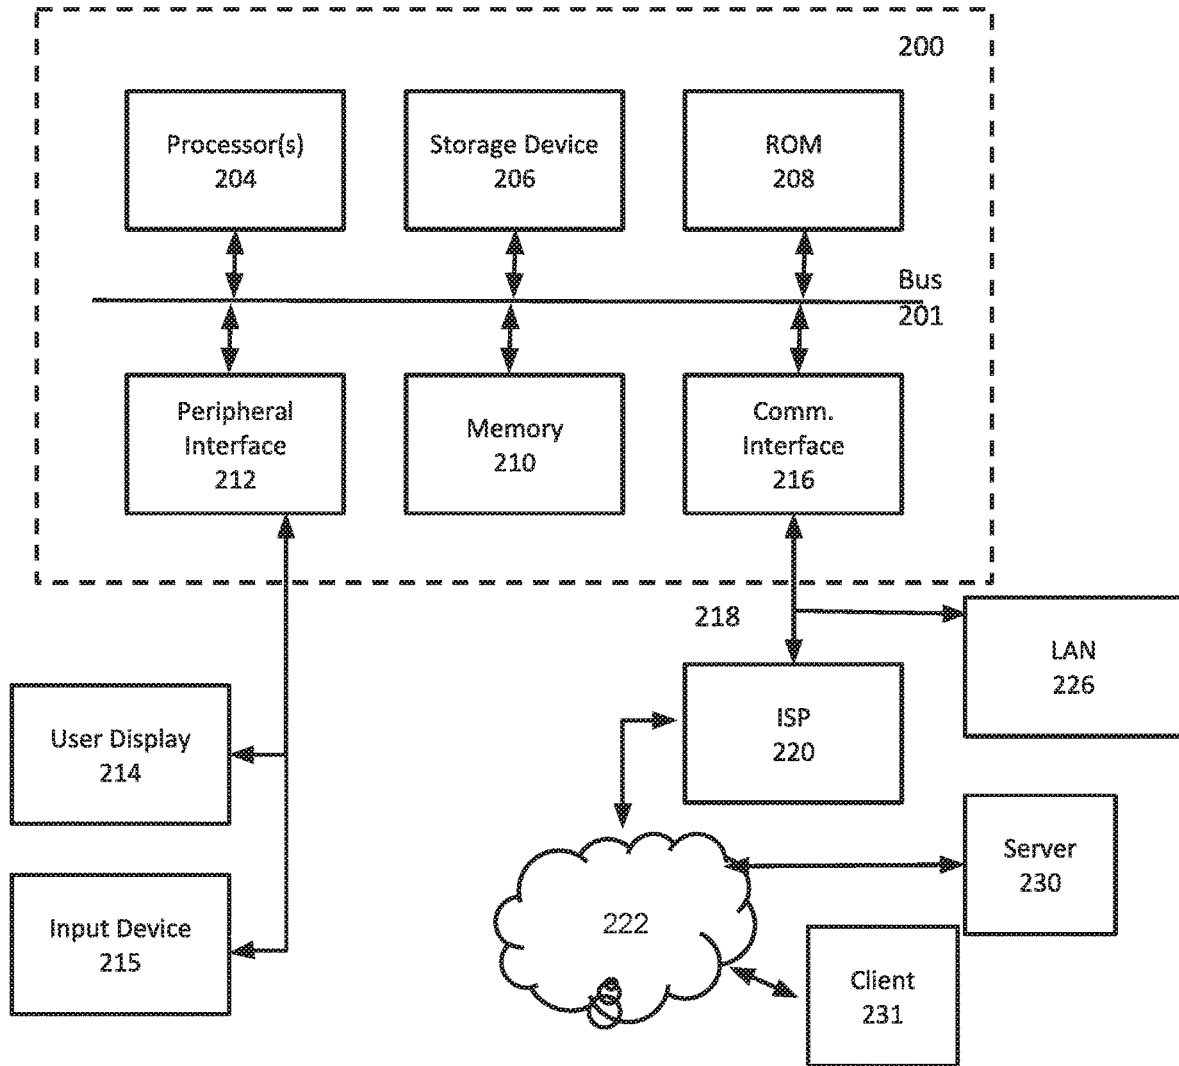 200
Processor(s)
204
Storage Device
206
ROM
208
Bus
201
Peripheral
Interface
212
Memory
210
Comm.
Interface
216
218
LAN
226
User Display
214
ISP
220
Server
230
Input Device
215
222
Client
231